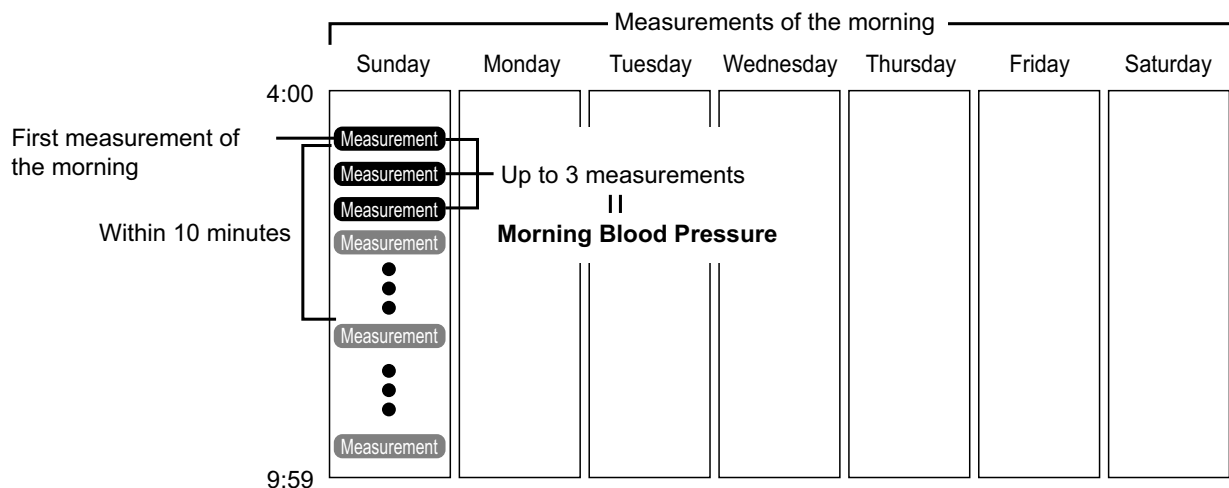 Measurements of the morning
Sunday Monday Tuesday Wednesday Thursday Friday Saturday
4:00
First measurement of
the morning
Measurement
Measurement
Measurement
Up to 3 measurements
Morning Blood Pressure
Within 10 minutes
Measurement
Measurement
Measurement
9:59